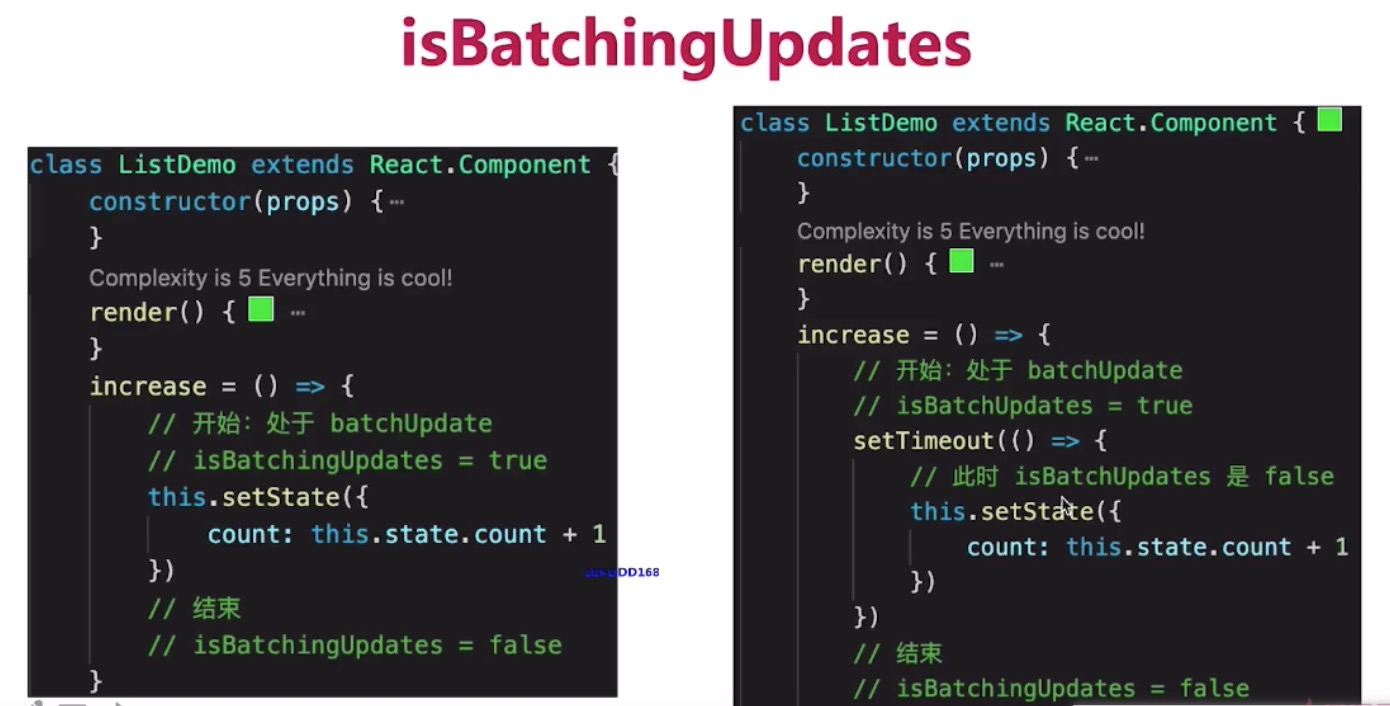 isBatchingUpdates
class ListDemo extends React.Component {
constructor(props) {…
}
Complexity is 5 Everything is cool!
render() { …
}
increase = () => {
// 开始：处于 batchUpdate
// isBatchingUpdates = true
this.setState({
count: this.state.count + 1
})
// 结束
// isBatchingUpdates = false
}
class ListDemo extends React.Component {
constructor(props) {…
}
Complexity is 5 Everything is cool!
render() { …
}
increase = () => {
// 开始：处于 batchUpdate
// isBatchUpdates = true
setTimeout(() => {
// 此时 isBatchUpdates 是 false
this.setState({
count: this.state.count + 1
})
})
// 结束
// isBatchingUpdates = false